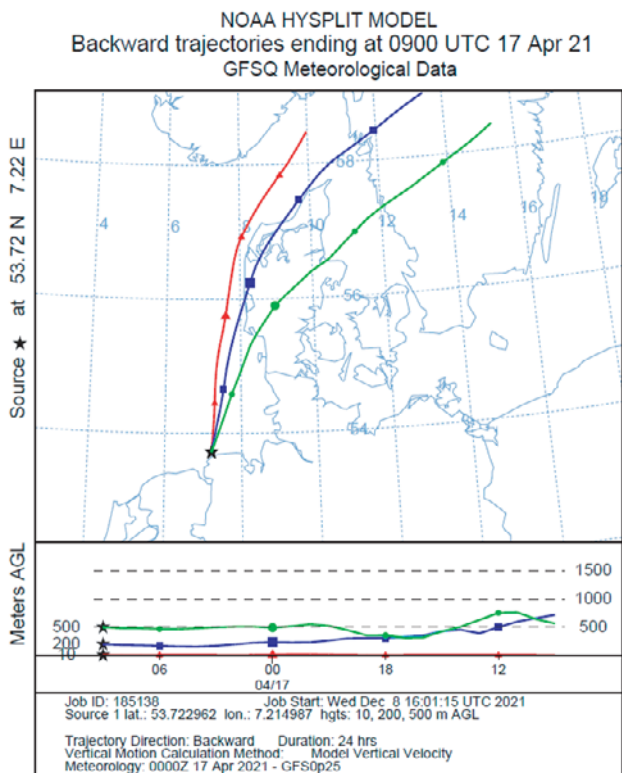 NOAA HYSPLIT MODEL
Backward trajectories ending at 0900 UTC 17 Apr 21
GFSQ Meteorological Data
Source ★ at 53.72 N 7.22 E
4 6 8 10 12 14 16 18
58
56
54
Meters AGL
1500
1000
500 500
200
10
06 00 18 12
04/17
Job ID: 185138 Job Start: Wed Dec 8 16:01:15 UTC 2021
Source 1 lat.: 53.722962 lon.: 7.214987 hgts: 10, 200, 500 m AGL
Trajectory Direction: Backward Duration: 24 hrs
Vertical Motion Calculation Method: Model Vertical Velocity
Meteorology: 0000Z 17 Apr 2021 - GFS0p25